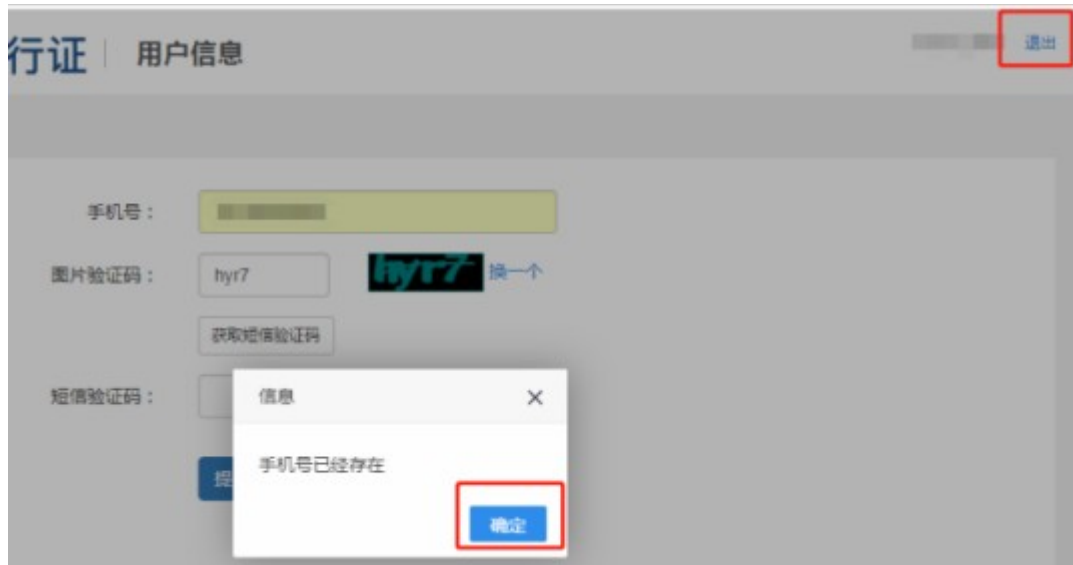 行证 用户信息
退出
手机号：
图片验证码： hyr7 hyr7 换一个
获取短信验证码
短信验证码：
信息
手机号已经存在
提
确定